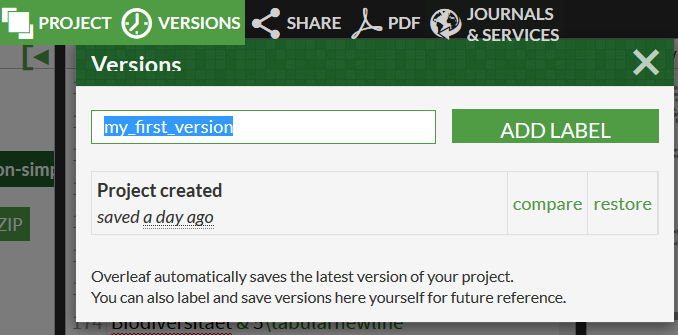 PROJECT VERSIONS SHARE PDF JOURNALS
& SERVICES
Versions
my_first_version ADD LABEL
Project created
saved a day ago
compare restore
on-simp
ZIP
Overleaf automatically saves the latest version of your project.
You can also label and save versions here yourself for future reference.
174 Biodiversitaet & 5\tabularnewline